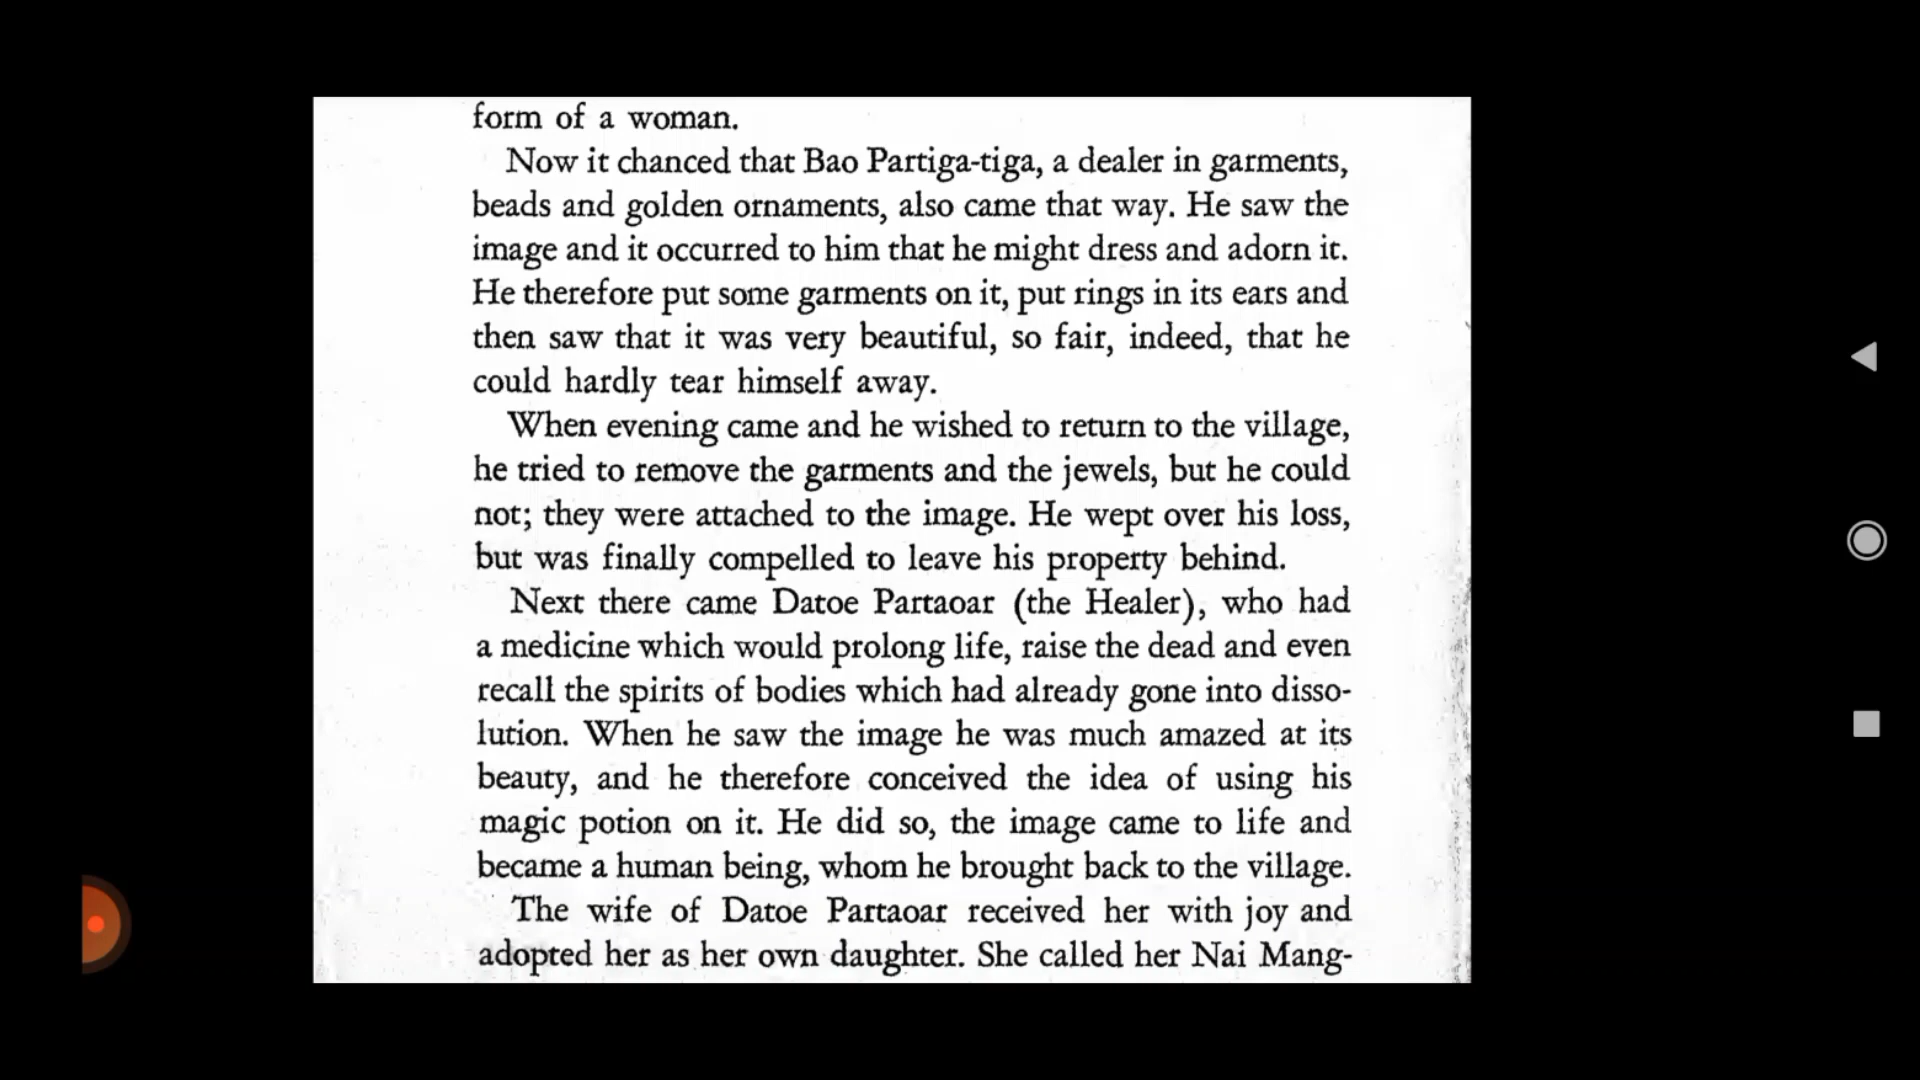 form of a woman.
Now it chanced that Bao Partiga-tiga, a dealer in garments,
beads and golden ornaments, also came that way. He saw the
image and it occurred to him that he might dress and adorn it.
He therefore put some garments on it, put rings in its ears and
then saw that it was very beautiful, so fair, indeed, that he
could hardly tear himself away.
When evening came and he wished to return to the village,
he tried to remove the garments and the jewels, but he could
not; they were attached to the image. He wept over his loss,
but was finally compelled to leave his property behind.
Next there came Datoe Partaoar (the Healer), who had
a medicine which would prolong life, raise the dead and even
recall the spirits of bodies which had already gone into disso-
lution. When he saw the image he was much amazed at its
beauty, and he therefore conceived the idea of using his
magic potion on it. He did so, the image came to life and
became a human being, whom he brought back to the village.
The wife of Datoe Partaoar received her with joy and
adopted her as her own daughter. She called her Nai Mang-